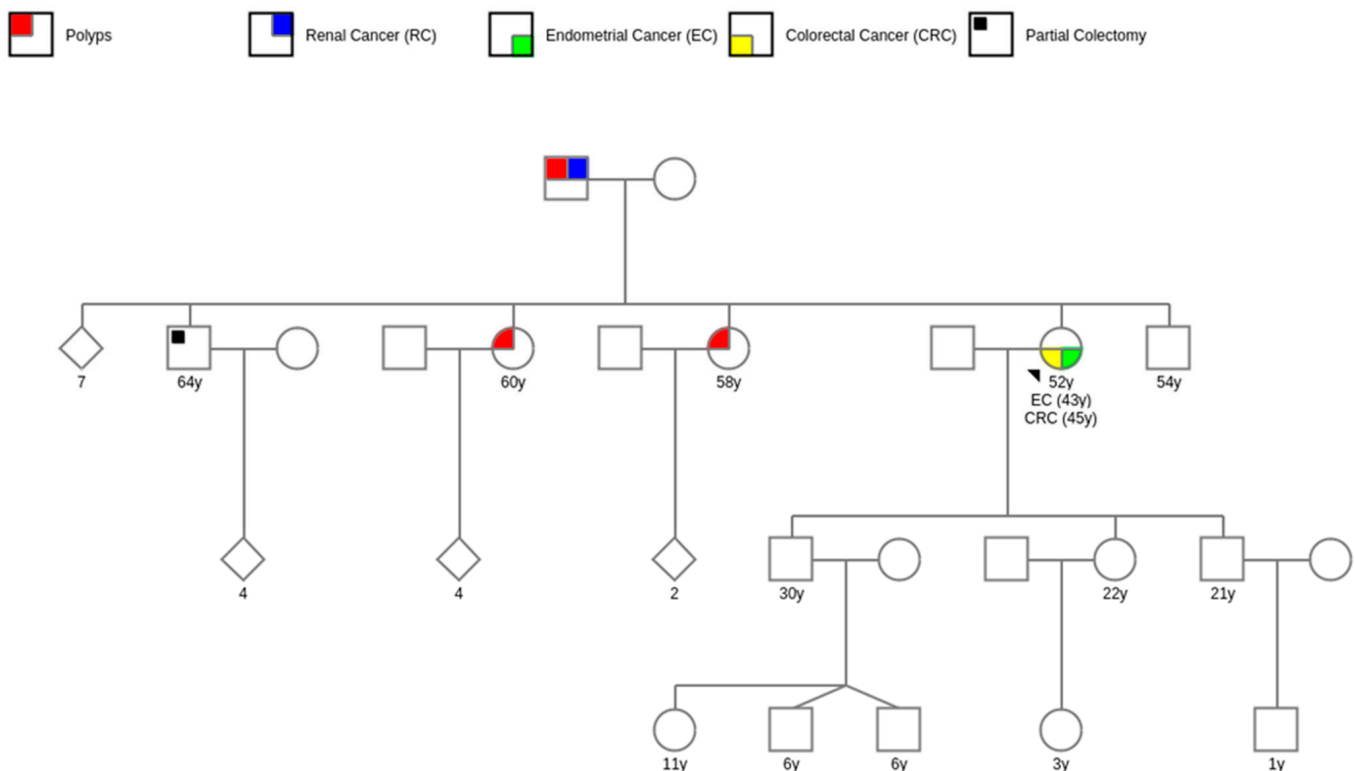 Polyps
Renal Cancer (RC)
Endometrial Cancer (EC)
Colorectal Cancer (CRC)
Partial Colectomy
7
64y
60y
58y
52y
EC (43y)
CRC (45y)
54y
4
4
2
30y
22y
21y
11y
6y
6y
3y
1y